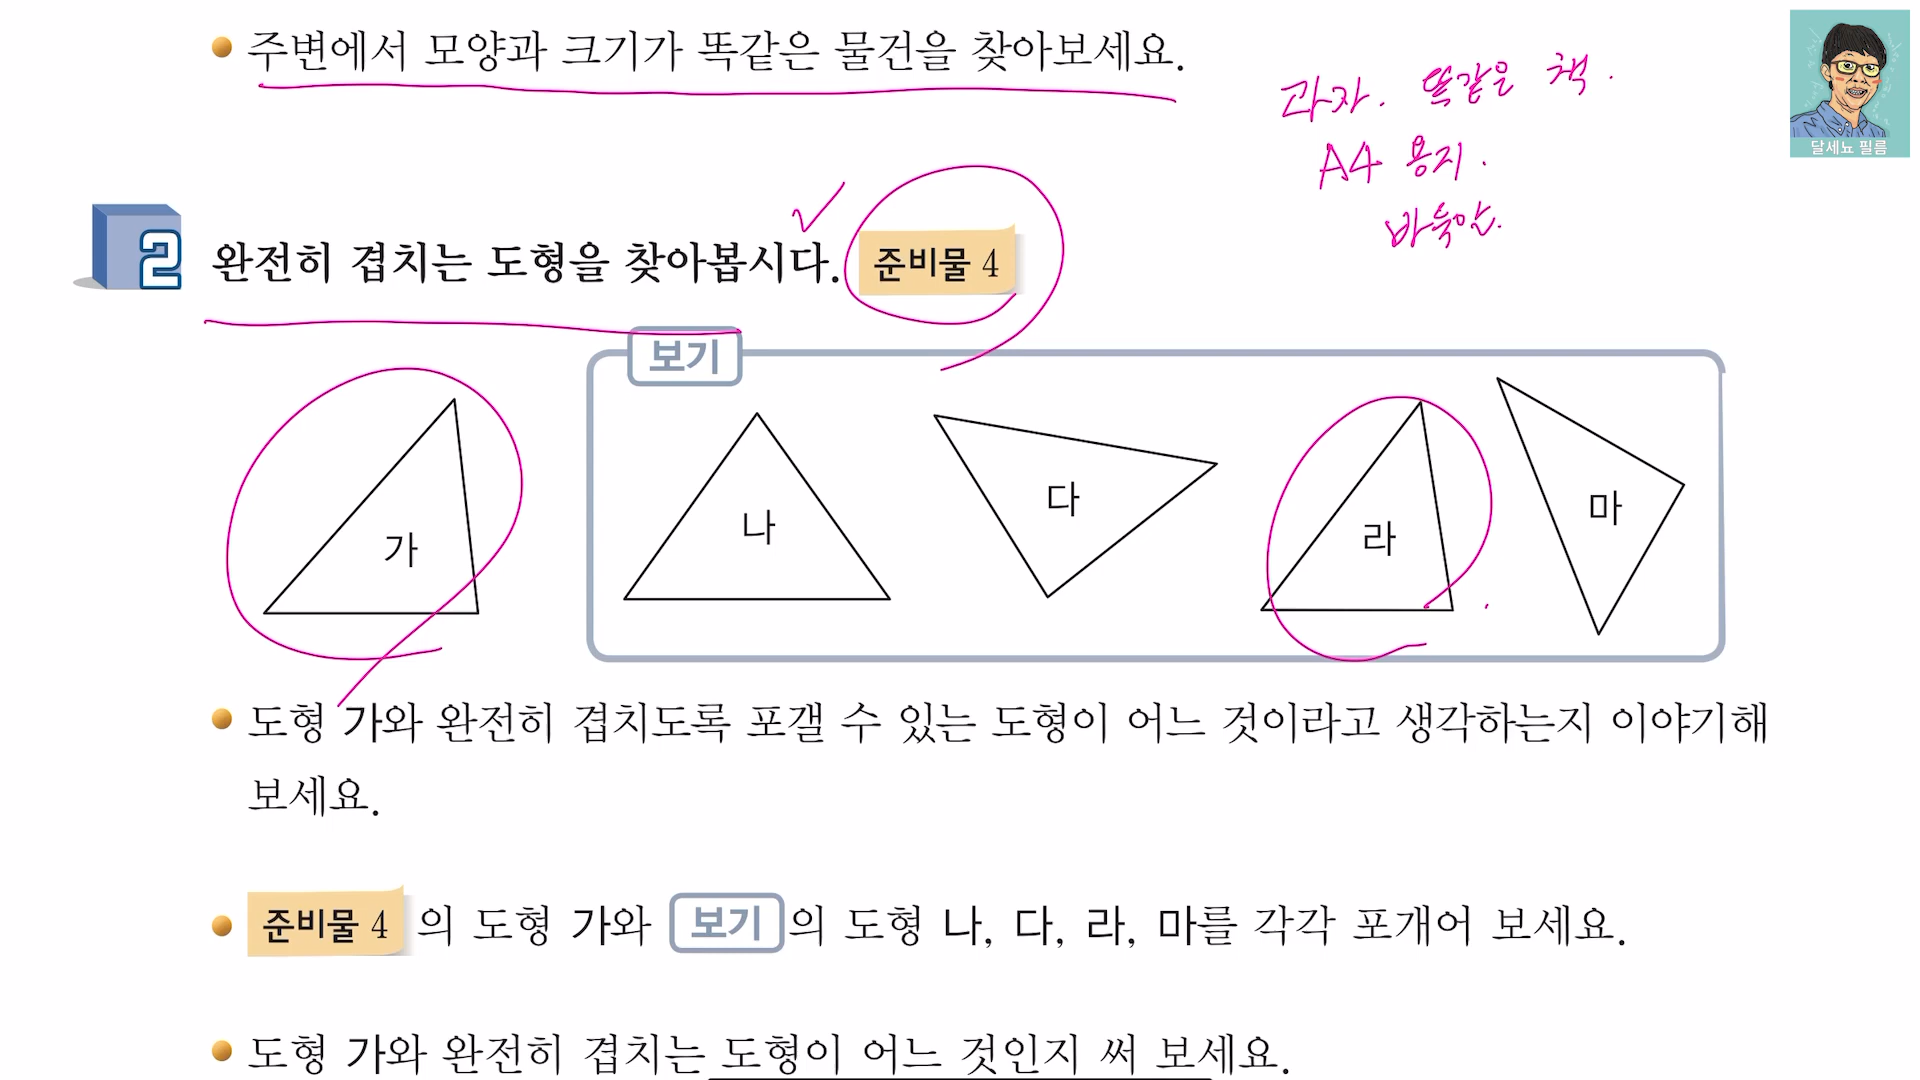 주변에서 모양과 크기가 똑같은 물건을 찾아보세요.
과자. 똑같은 책.
A4 용지.
바둑알.
달세뇨 필름
2 완전히 겹치는 도형을 찾아봅시다. 준비물 4
보기
가 나 다 라 마
도형 가와 완전히 겹치도록 포갤 수 있는 도형이 어느 것이라고 생각하는지 이야기해
보세요.
준비물 4 의 도형 가와 보기 의 도형 나, 다, 라, 마를 각각 포개어 보세요.
도형 가와 완전히 겹치는 도형이 어느 것인지 써 보세요.